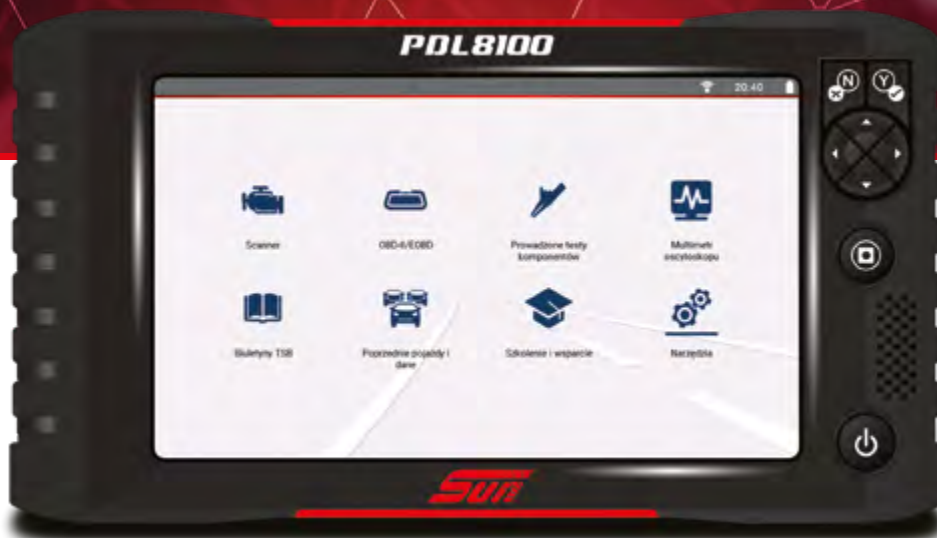 PDL8100
20:40
N
Y
Scanner
OBD-II/EOBD
Prowadzone testy
komponentów
Multimetr
oscyloskopu
Biuletyny TSB
Poprzednie pojazdy i
dane
Szkolenie i wsparcie
Narzędzia
Sun